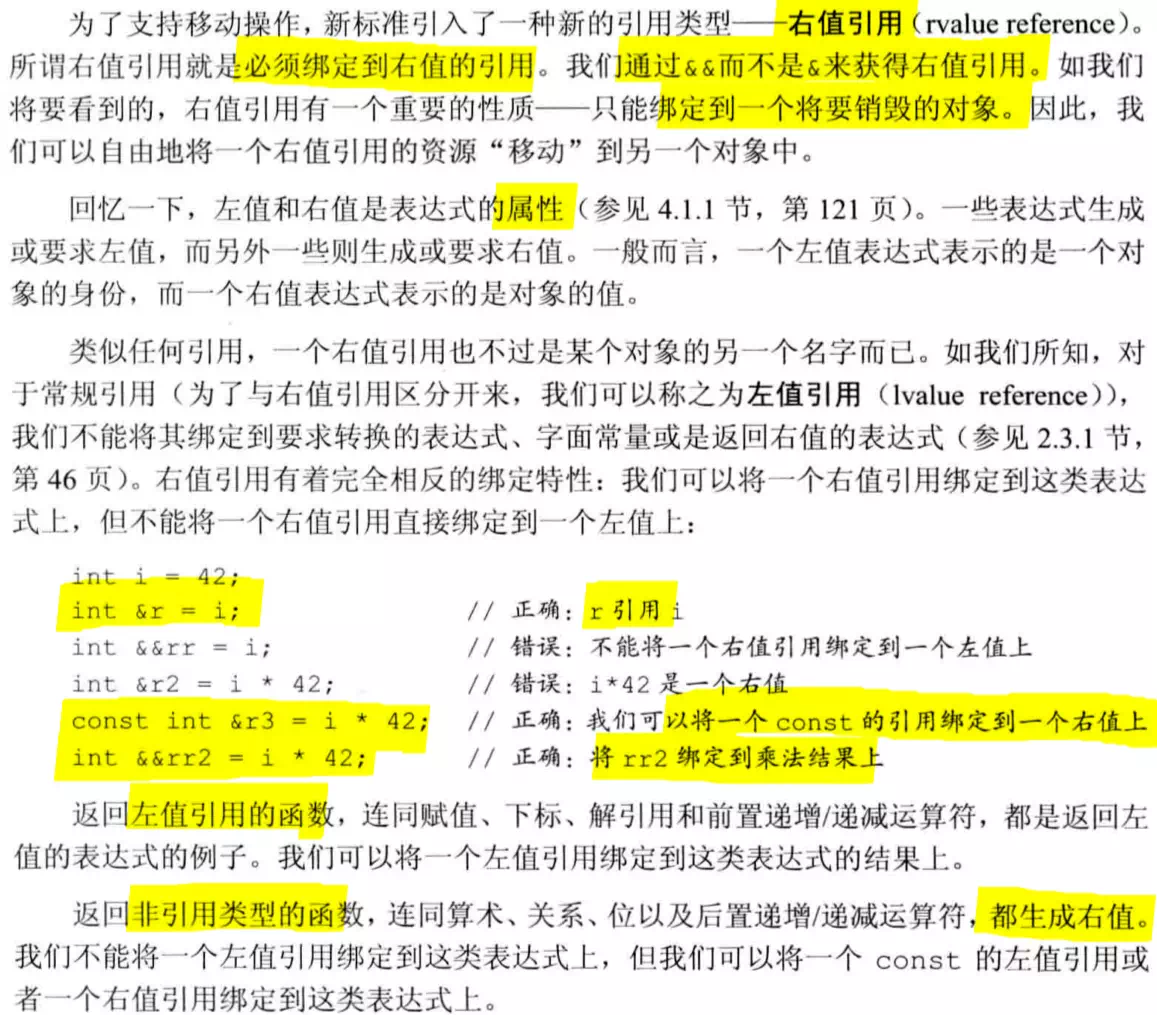 为了支持移动操作，新标准引入了一种新的引用类型——右值引用（rvalue reference）。
所谓右值引用就是必须绑定到右值的引用。我们通过&&而不是&来获得右值引用。如我们
将要看到的，右值引用有一个重要的性质——只能绑定到一个将要销毁的对象。因此，我
们可以自由地将一个右值引用的资源“移动”到另一个对象中。
回忆一下，左值和右值是表达式的属性（参见 4.1.1 节，第 121 页）。一些表达式生成
或要求左值，而另外一些则生成或要求右值。一般而言，一个左值表达式表示的是一个对
象的身份，而一个右值表达式表示的是对象的值。
类似任何引用，一个右值引用也不过是某个对象的另一个名字而已。如我们所知，对
于常规引用（为了与右值引用区分开来，我们可以称之为左值引用（lvalue reference）），
我们不能将其绑定到要求转换的表达式、字面常量或是返回右值的表达式（参见 2.3.1 节，
第 46 页）。右值引用有着完全相反的绑定特性：我们可以将一个右值引用绑定到这类表达
式上，但不能将一个右值引用直接绑定到一个左值上：
int i = 42;
int &r = i; // 正确：r 引用 i
int &&rr = i; // 错误：不能将一个右值引用绑定到一个左值上
int &r2 = i * 42; // 错误：i*42 是一个右值
const int &r3 = i * 42; // 正确：我们可以将一个 const 的引用绑定到一个右值上
int &&rr2 = i * 42; // 正确：将 rr2 绑定到乘法结果上
返回左值引用的函数，连同赋值、下标、解引用和前置递增/递减运算符，都是返回左
值的表达式的例子。我们可以将一个左值引用绑定到这类表达式的结果上。
返回非引用类型的函数，连同算术、关系、位以及后置递增/递减运算符，都生成右值。
我们不能将一个左值引用绑定到这类表达式上，但我们可以将一个 const 的左值引用或
者一个右值引用绑定到这类表达式上。